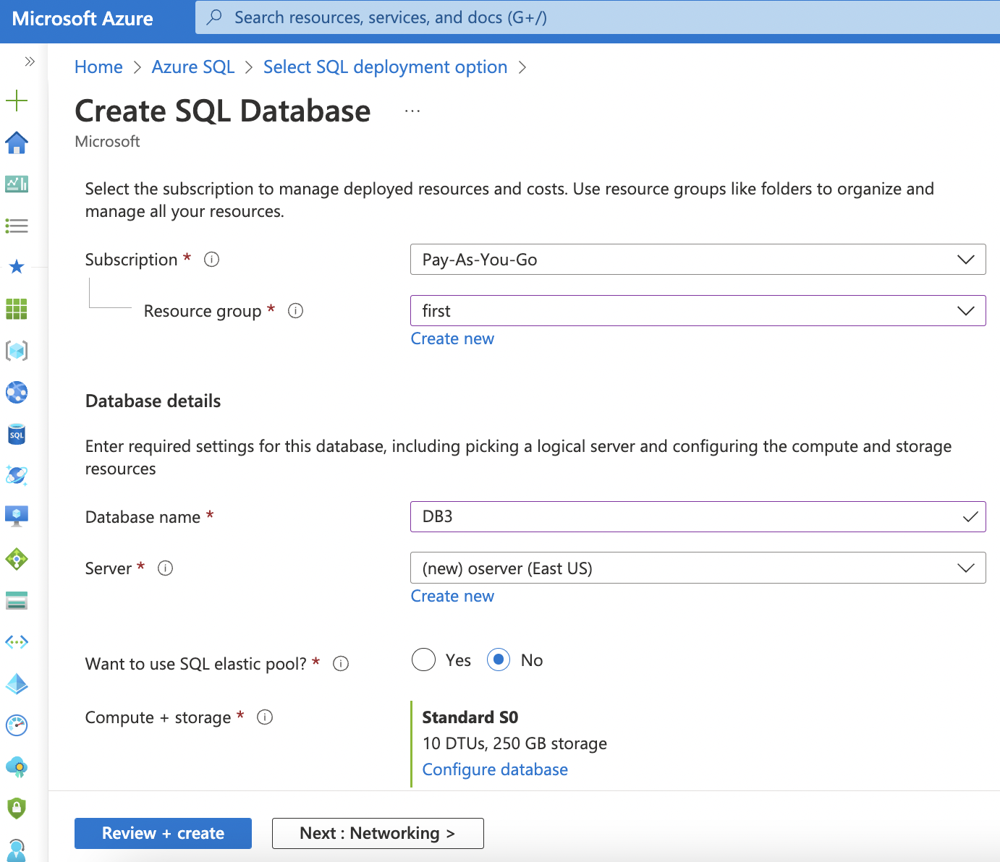 Microsoft Azure
Search resources, services, and docs (G+/)
Home > Azure SQL > Select SQL deployment option >
Create SQL Database ...
Microsoft
Select the subscription to manage deployed resources and costs. Use resource groups like folders to organize and
manage all your resources.
Subscription *
Pay-As-You-Go
Resource group *
first
Create new
Database details
Enter required settings for this database, including picking a logical server and configuring the compute and storage
resources
Database name *
DB3
Server *
(new) oserver (East US)
Create new
SQL
Want to use SQL elastic pool? *
Yes No
Compute + storage *
Standard S0
10 DTUs, 250 GB storage
Configure database
Review + create
Next : Networking >